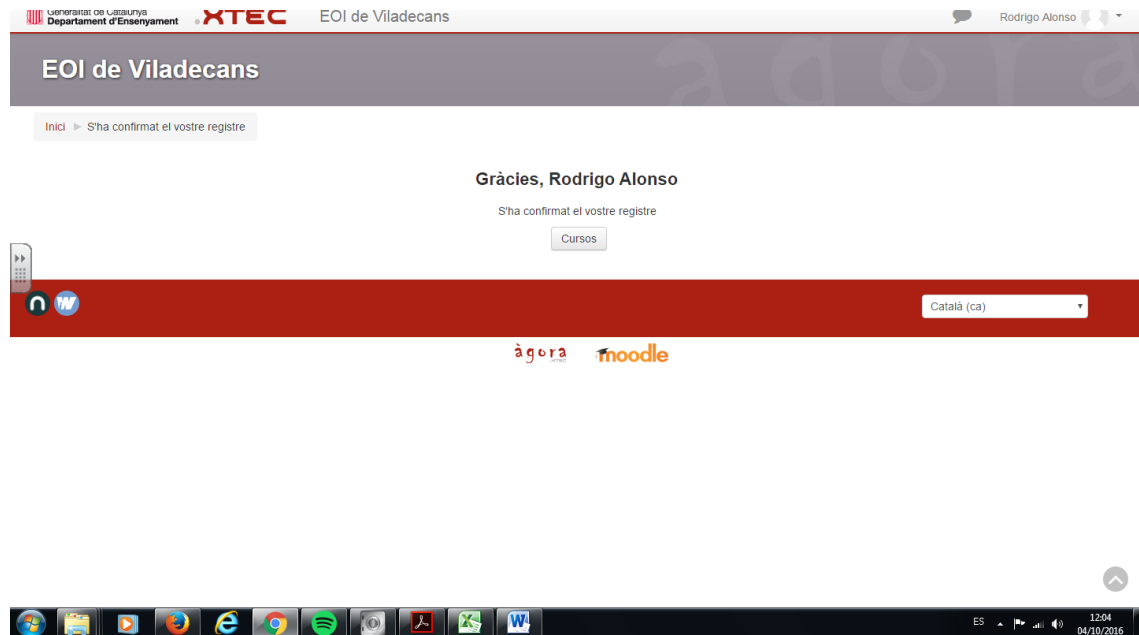 Generalitat de Catalunya
Departament d'Ensenyament
XTEC
EOI de Viladecans
Rodrigo Alonso
EOI de Viladecans
àgora
Inici
S'ha confirmat el vostre registre
Gràcies, Rodrigo Alonso
S'ha confirmat el vostre registre
Cursos
Català (ca)
àgora
moodle
ES
12:04
04/10/2016